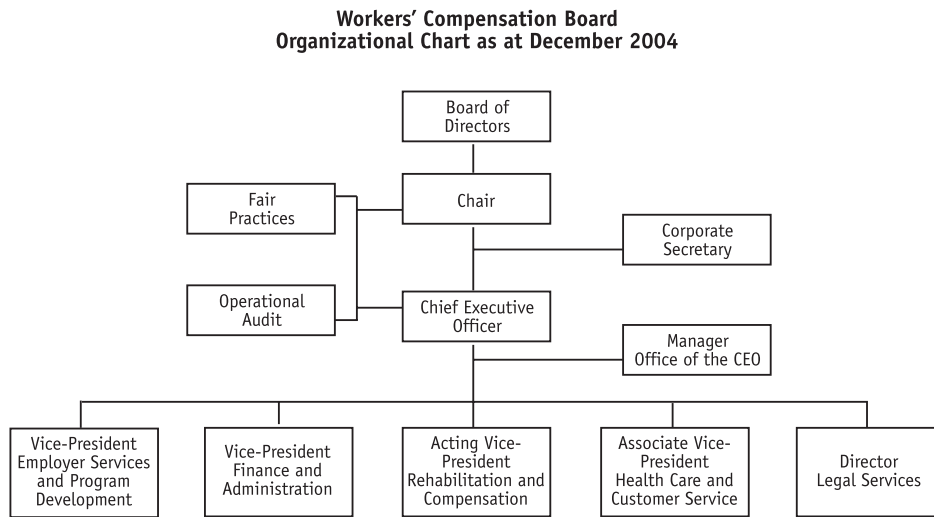 Workers’ Compensation Board
Organizational Chart as at December 2004
Board of
Directors
Fair
Practices
Chair
Corporate
Secretary
Operational
Audit
Chief Executive
Officer
Manager
Office of the CEO
Vice-President
Employer Services
and Program
Development
Vice-President
Finance and
Administration
Acting Vice-
President
Rehabilitation and
Compensation
Associate Vice-
President
Health Care and
Customer Service
Director
Legal Services